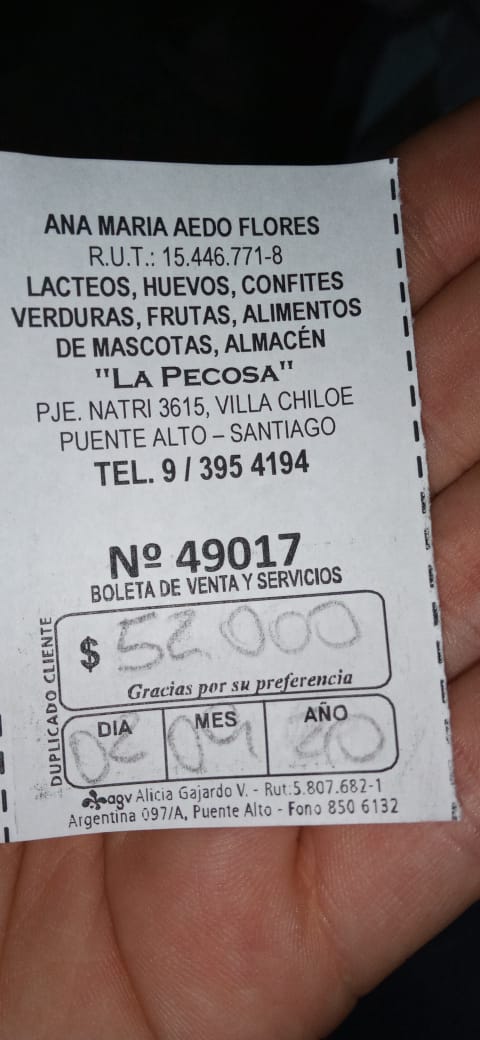 ANA MARIA AEDO FLORES
R.U.T.: 15.446.771-8
LACTEOS, HUEVOS, CONFITES
VERDURAS, FRUTAS, ALIMENTOS
DE MASCOTAS, ALMACÉN
"LA PECOSA"
PJE. NATRI 3615, VILLA CHILOE
PUENTE ALTO – SANTIAGO
TEL. 9 / 395 4194
Nº 49017
BOLETA DE VENTA Y SERVICIOS
DUPLICADO CLIENTE
$ 52000
Gracias por su preferencia
DIA MES AÑO
02 09 20
agv Alicia Gajardo V. - Rut:5.807.682-1
Argentina 097/A, Puente Alto - Fono 850 6132